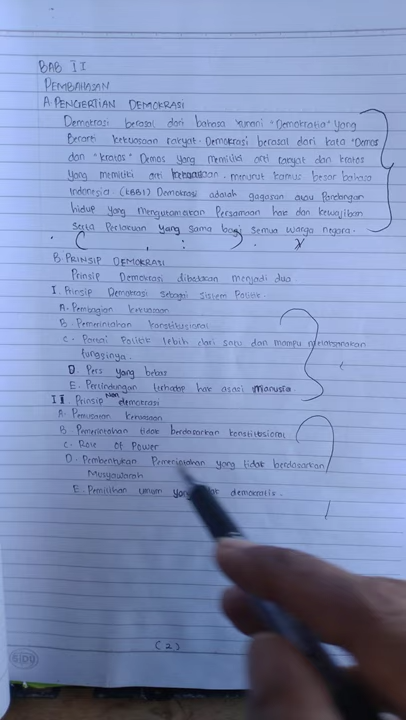 BAB II
PEMBAHASAN
A. PENGERTIAN DEMOKRASI
Demokrasi berasal dari bahasa Yunani "Demokratia" yang
Berarti kekuasaan rakyat. Demokrasi berasal dari kata "Demos
dan "kratos" Demos yang memiliki arti rakyat dan kratos
yang memiliki arti kekuasaan. menurut kamus besar bahasa
Indonesia (KBBI) Demokrasi adalah gagasan atau Pandangan
hidup yang mengutamakan Persamaan hak dan kewajiban
serta Perlakuan yang sama bagi semua warga negara.
B. PRINSIP DEMOKRASI
Prinsip Demokrasi dibedakan menjadi dua.
I. Prinsip Demokrasi sebagai sistem Politik.
A. Pembagian kekuasaan
B. Pemerintahan konstitusional
C. Partai Politik lebih dari satu dan mampu melaksanakan
fungsinya.
D. Pers yang bebas
E. Perlindungan terhadap hak asasi manusia
II Prinsip Non demokrasi
A. Pemusatan kekuasaan
B. Pemerintahan tidak berdasarkan konstitusional
C. Role Of Power
D. Pembentukan Pemerintahan yang tidak berdasarkan
Musyawarah
E. Pemilihan umum yang demokratis.
(2)